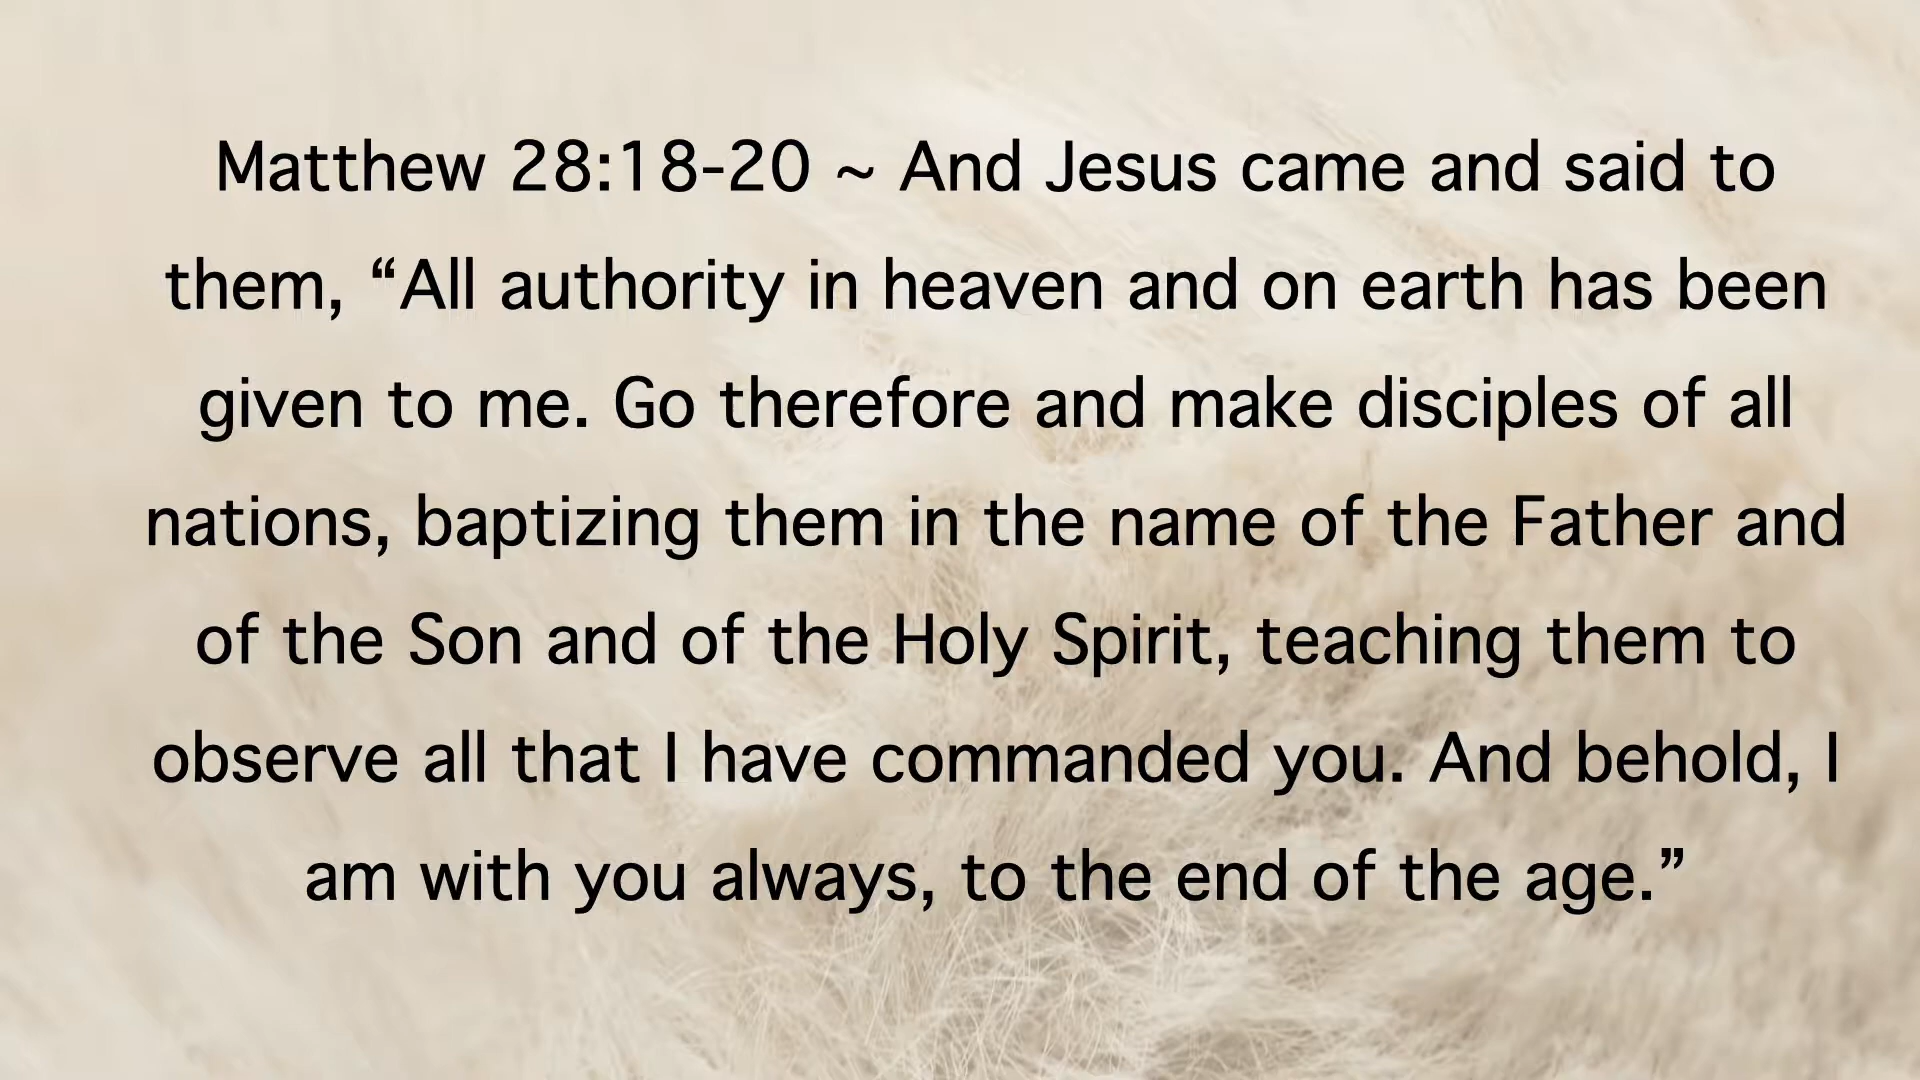 Matthew 28:18-20 ~ And Jesus came and said to
them, “All authority in heaven and on earth has been
given to me. Go therefore and make disciples of all
nations, baptizing them in the name of the Father and
of the Son and of the Holy Spirit, teaching them to
observe all that I have commanded you. And behold, I
am with you always, to the end of the age.”